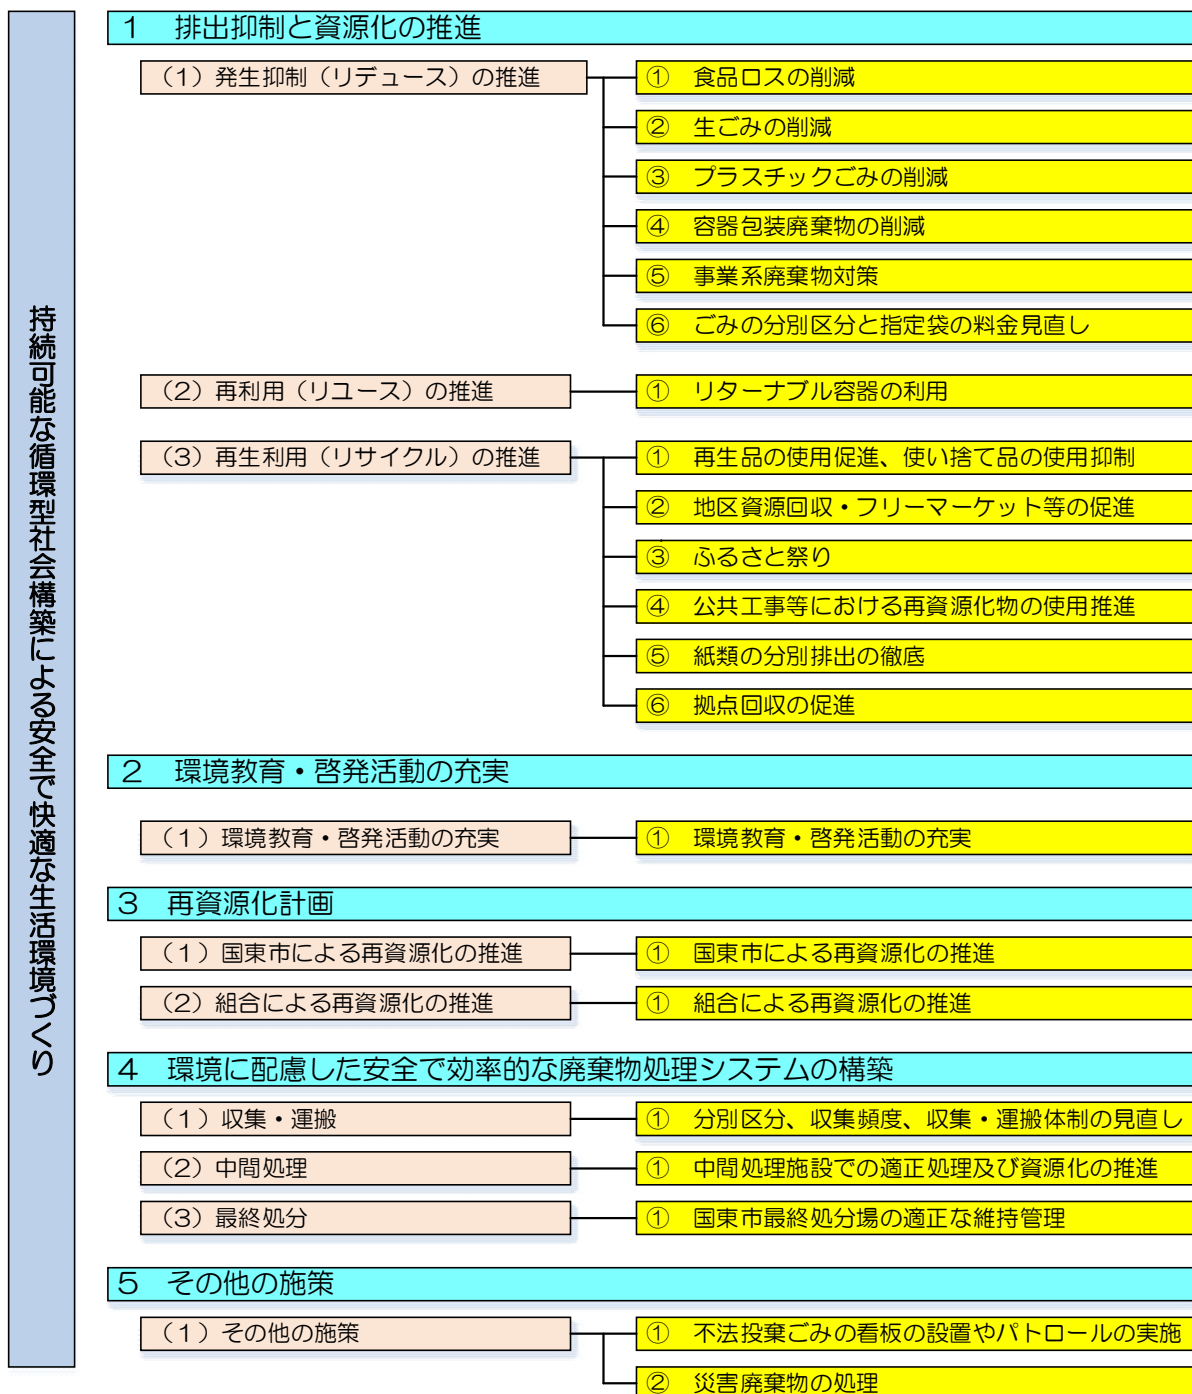 持続可能な循環型社会構築による安全で快適な生活環境づくり
１　排出抑制と資源化の推進
（１）発生抑制（リデュース）の推進
①　食品ロスの削減
②　生ごみの削減
③　プラスチックごみの削減
④　容器包装廃棄物の削減
⑤　事業系廃棄物対策
⑥　ごみの分別区分と指定袋の料金見直し
（２）再利用（リユース）の推進
①　リターナブル容器の利用
（３）再生利用（リサイクル）の推進
①　再生品の使用促進、使い捨て品の使用抑制
②　地区資源回収・フリーマーケット等の促進
③　ふるさと祭り
④　公共工事等における再資源化物の使用推進
⑤　紙類の分別排出の徹底
⑥　拠点回収の促進
２　環境教育・啓発活動の充実
（１）環境教育・啓発活動の充実
①　環境教育・啓発活動の充実
３　再資源化計画
（１）国東市による再資源化の推進
①　国東市による再資源化の推進
（２）組合による再資源化の推進
①　組合による再資源化の推進
４　環境に配慮した安全で効率的な廃棄物処理システムの構築
（１）収集・運搬
①　分別区分、収集頻度、収集・運搬体制の見直し
（２）中間処理
①　中間処理施設での適正処理及び資源化の推進
（３）最終処分
①　国東市最終処分場の適正な維持管理
５　その他の施策
（１）その他の施策
①　不法投棄ごみの看板の設置やパトロールの実施
②　災害廃棄物の処理